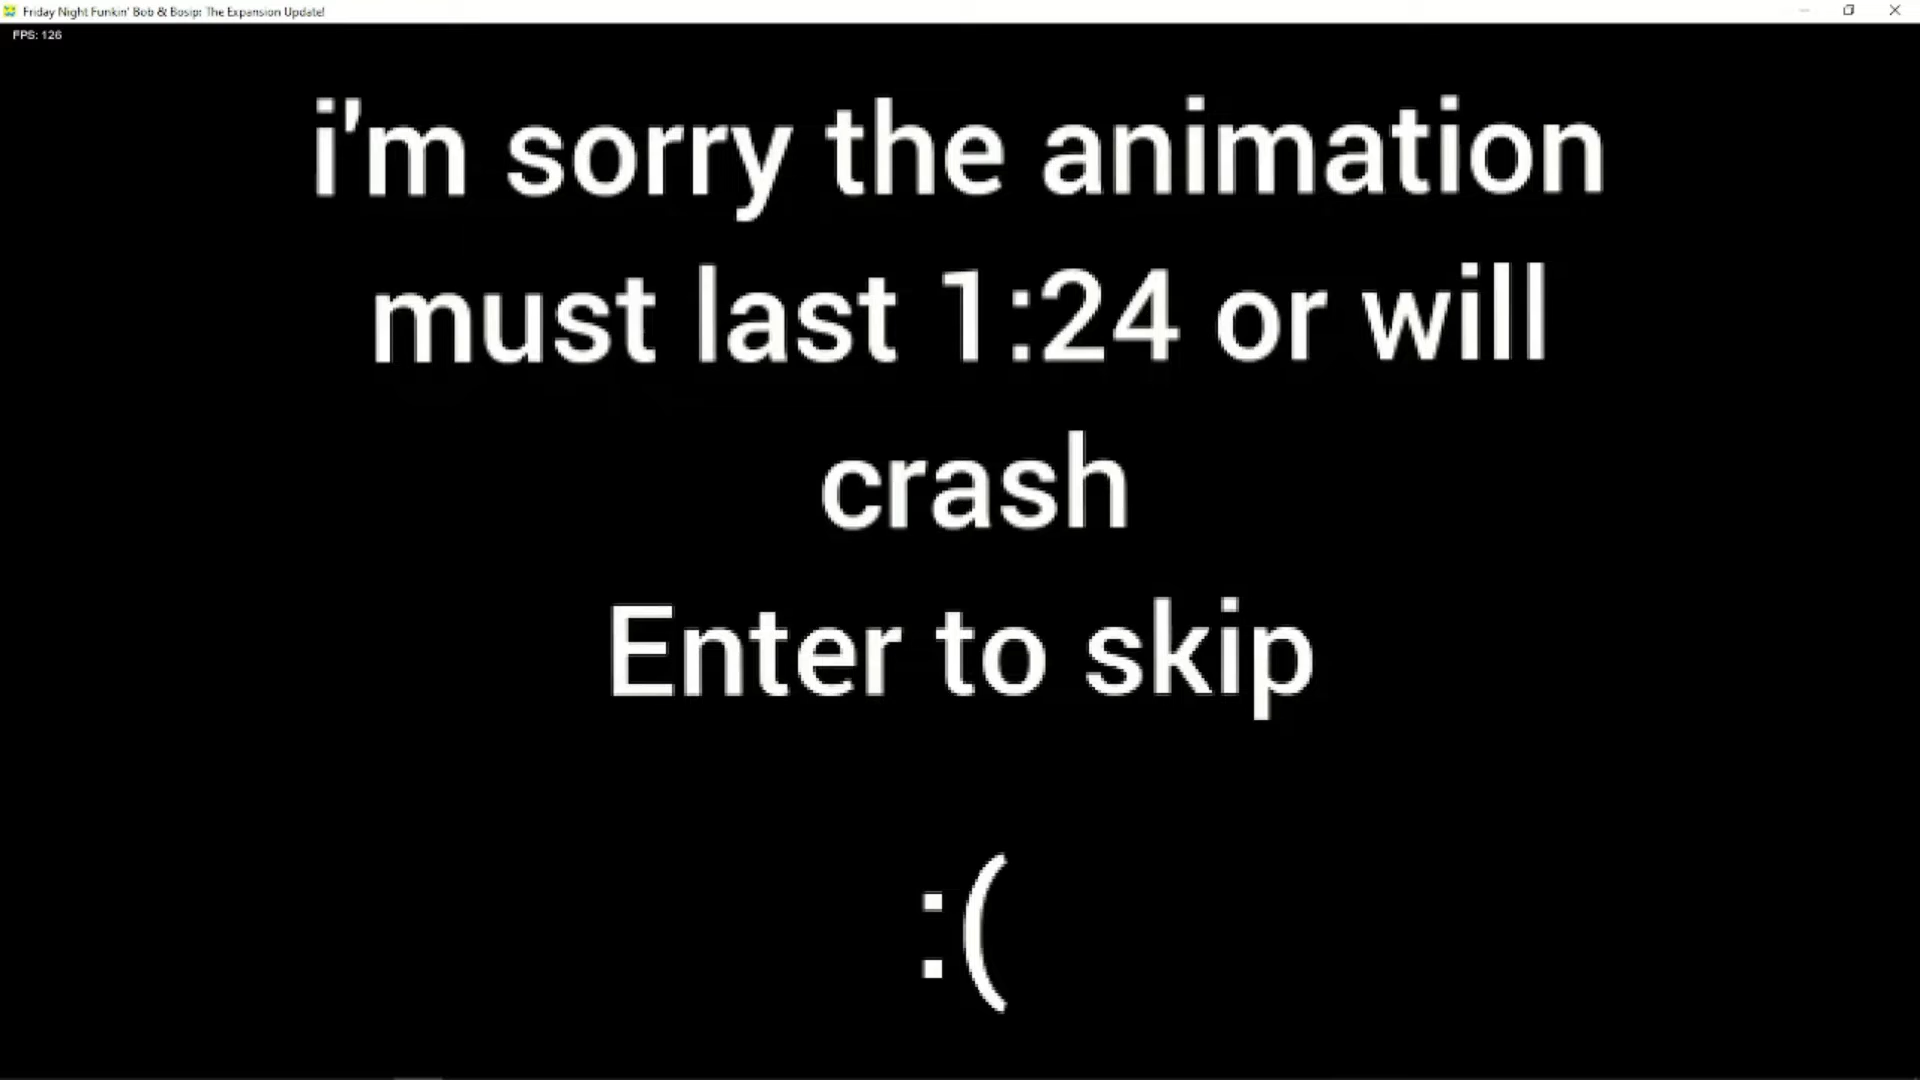 Friday Night Funkin' Bob & Bosip: The Expansion Update!
FPS: 126
i'm sorry the animation
must last 1:24 or will
crash
Enter to skip
:(